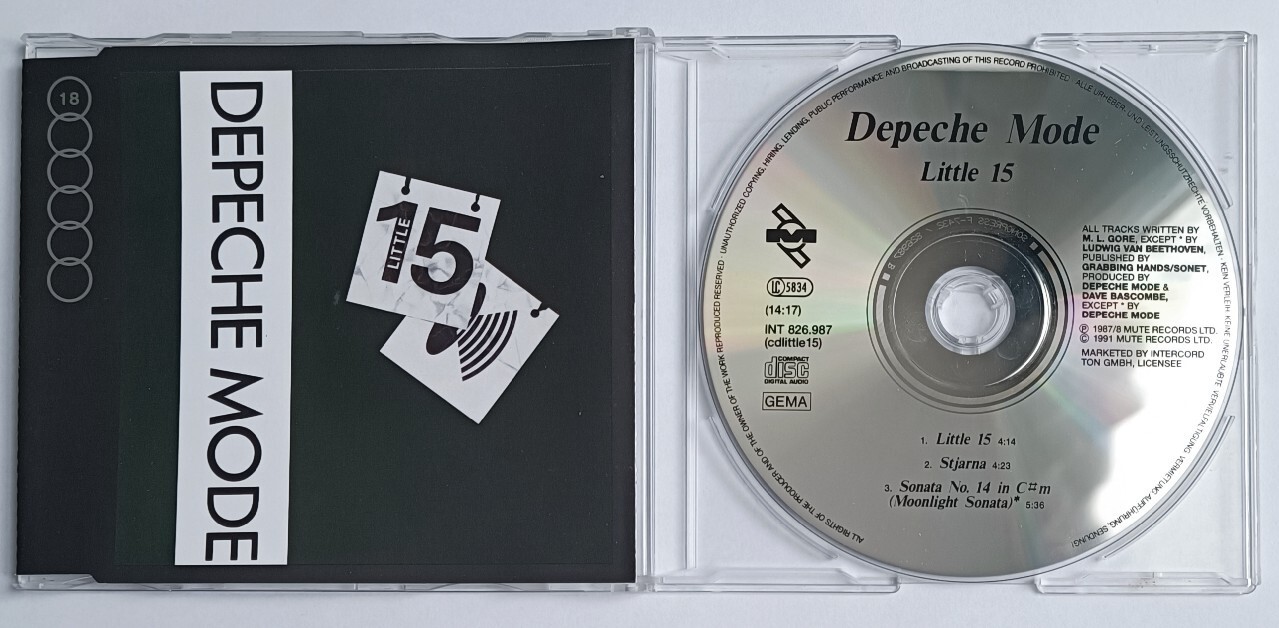 18
DEPECHE MODE
LITTLE
15
UNAUTHORIZED COPYING, HIRING, LENDING, PUBLIC PERFORMANCE AND BROADCASTING OF THIS RECORD PROHIBITED · ALLE URHEBER- UND LEISTUNGSSCHUTZRECHTE VORBEHALTEN · KEIN VERLEIH · KEINE UNERLAUBTE VERVIELFÄLTIGUNG, VERMIETUNG, AUFFÜHRUNG, SENDUNG!
ALL RIGHTS OF THE PRODUCER AND OF THE OWNER OF THE WORK REPRODUCED RESERVED ·
Depeche Mode
Little 15
LC 5834
(14:17)
INT 826.987
(cdlittle15)
COMPACT
disc
DIGITAL AUDIO
GEMA
ALL TRACKS WRITTEN BY
M. L. GORE, EXCEPT * BY
LUDWIG VAN BEETHOVEN,
PUBLISHED BY
GRABBING HANDS/SONET,
PRODUCED BY
DEPECHE MODE &
DAVE BASCOMBE,
EXCEPT * BY
DEPECHE MODE
Ⓟ 1987/8 MUTE RECORDS LTD.
© 1991 MUTE RECORDS LTD.
MARKETED BY INTERCORD
TON GMBH, LICENSEE
1. Little 15 4:14
2. Stjarna 4:23
3. Sonata No. 14 in C#m
(Moonlight Sonata)* 5:36